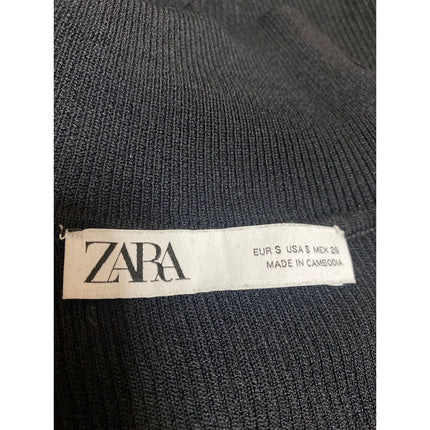 ZARA
EUR S USA S MEX 26
MADE IN CAMBODIA